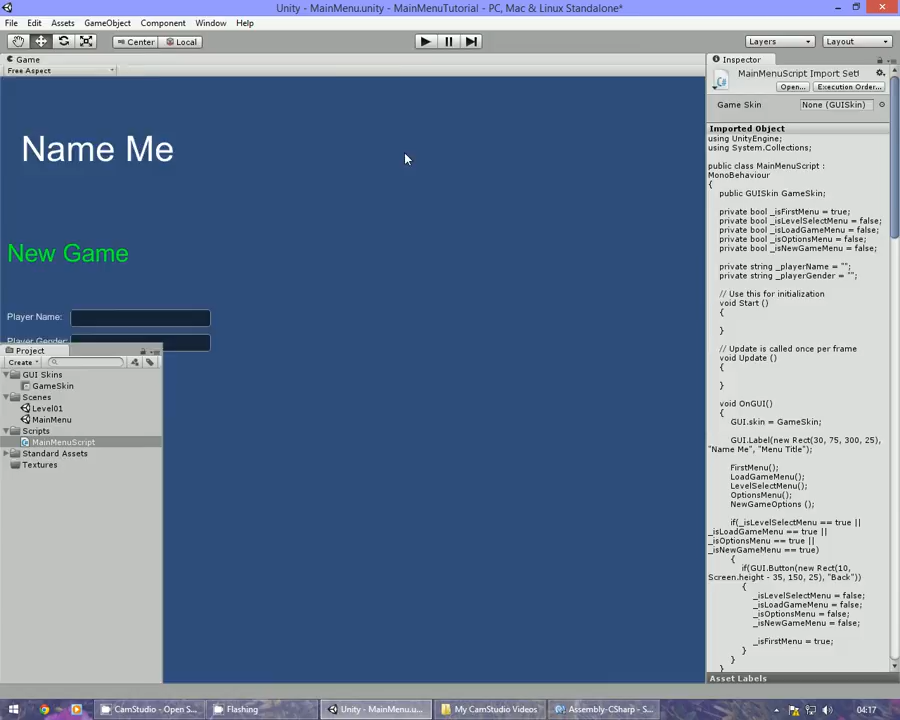 Unity - MainMenu.unity - MainMenuTutorial - PC, Mac & Linux Standalone*
File Edit Assets GameObject Component Window Help
Center Local Layers Layout
Game
Free Aspect
Name Me
New Game
Player Name:
Player Gender:
Project
Create
GUI Skins
GameSkin
Scenes
Level01
MainMenu
Scripts
MainMenuScript
Standard Assets
Textures
Inspector
MainMenuScript Import Setti
Open... Execution Order...
Game Skin None (GUISkin)
Imported Object
using UnityEngine;
using System.Collections;
public class MainMenuScript :
MonoBehaviour
{
public GUISkin GameSkin;
private bool _isFirstMenu = true;
private bool _isLevelSelectMenu = false;
private bool _isLoadGameMenu = false;
private bool _isOptionsMenu = false;
private bool _isNewGameMenu = false;
private string _playerName = "";
private string _playerGender = "";
// Use this for initialization
void Start ()
{
}
// Update is called once per frame
void Update ()
{
}
void OnGUI()
{
GUI.skin = GameSkin;
GUI.Label(new Rect(30, 75, 300, 25),
"Name Me", "Menu Title");
FirstMenu();
LoadGameMenu();
LevelSelectMenu();
OptionsMenu();
NewGameOptions ();
if(_isLevelSelectMenu == true ||
_isLoadGameMenu == true ||
_isOptionsMenu == true ||
_isNewGameMenu == true)
{
if(GUI.Button(new Rect(10,
Screen.height - 35, 150, 25), "Back"))
{
_isLevelSelectMenu = false;
_isLoadGameMenu = false;
_isOptionsMenu = false;
_isNewGameMenu = false;
_isFirstMenu = true;
}
}
}
Asset Labels
CamStudio - Open S... Flashing Unity - MainMenu.u... My CamStudio Videos Assembly-CSharp - S... 04:17